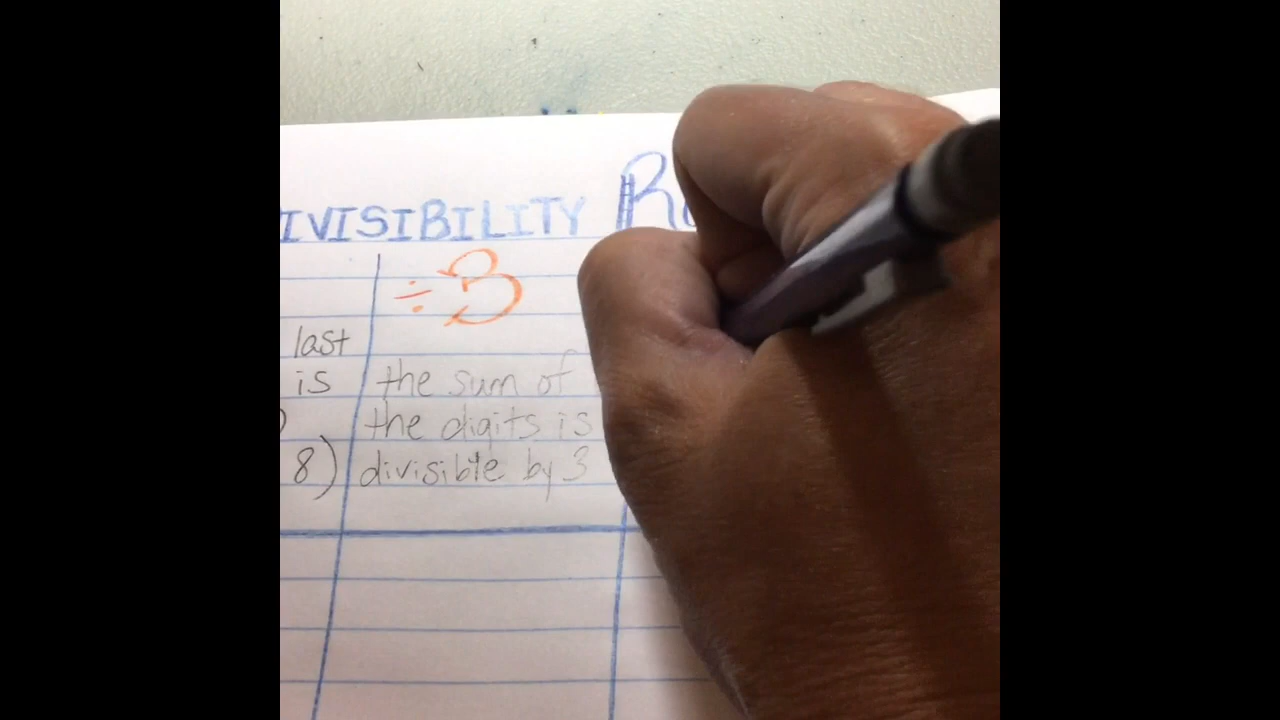 IVISIBILITY R
÷3
last
is
8)
the sum of
the digits is
divisible by 3